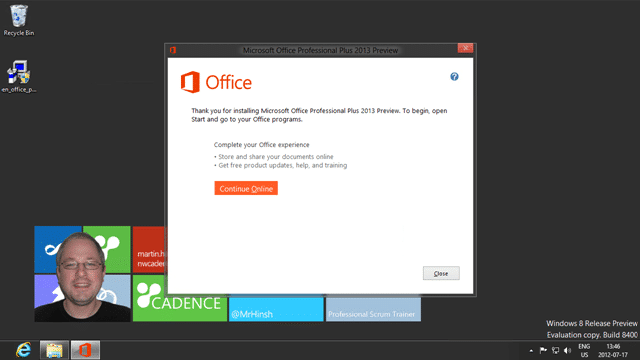 Recycle Bin
en_office_p...
Microsoft Office Professional Plus 2013 Preview
Office
Thank you for installing Microsoft Office Professional Plus 2013 Preview. To begin, open
Start and go to your Office programs.
Complete your Office experience
• Store and share your documents online
• Get free product updates, help, and training
Continue Online
Close
martin.h
nwcade
CADENCE
@MrHinsh
Professional Scrum Trainer
Windows 8 Release Preview
Evaluation copy. Build 8400
ENG
US
13:46
2012-07-17